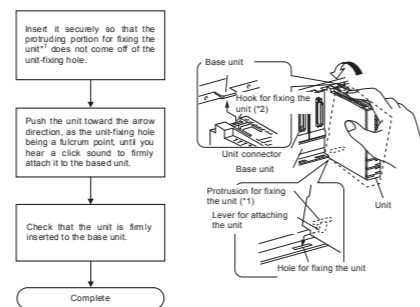 Insert it securely so that the
protruding portion for fixing the
unit*1 does not come off of the
unit-fixing hole.
Push the unit toward the arrow
direction, as the unit-fixing hole
being a fulcrum point, until you
hear a click sound to firmly
attach it to the based unit.
Check that the unit is firmly
inserted to the base unit.
Complete
Base unit
Hook for fixing the
unit (*2)
Unit connector
Base unit
Protrusion for fixing
the unit (*1)
Lever for attaching
the unit
Unit
Hole for fixing the unit